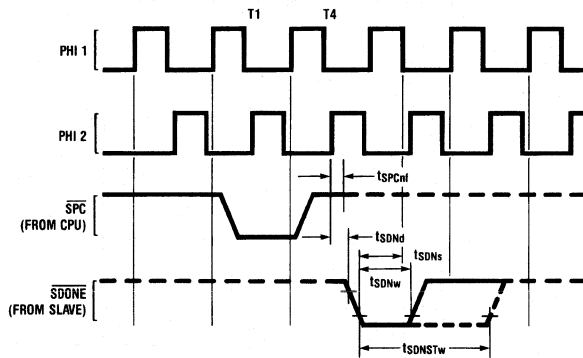 T1 T4
PHI 1
PHI 2
tSPCnf
SPC
(FROM CPU)
tSDNd
tSDNs
tSDNw
SDONE
(FROM SLAVE)
tSDNSTw